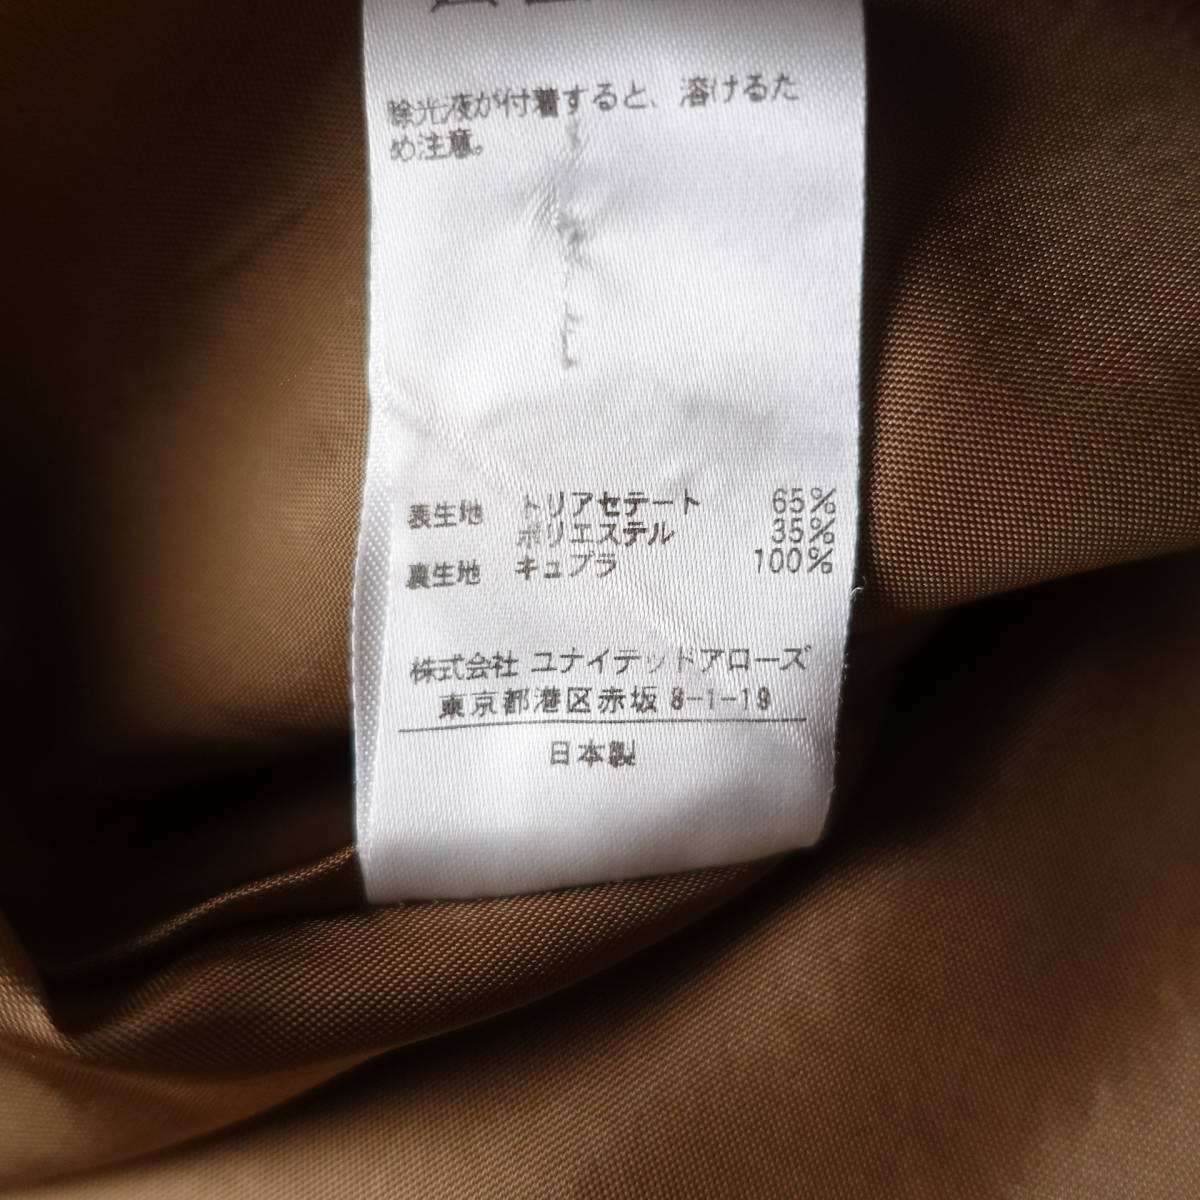 除光液が付着すると、溶けるた
め注意。
表生地 トリアセテート 65%
ポリエステル 35%
裏生地 キュプラ 100%
株式会社 ユナイテッドアローズ
東京都港区赤坂 8-1-19
日本製